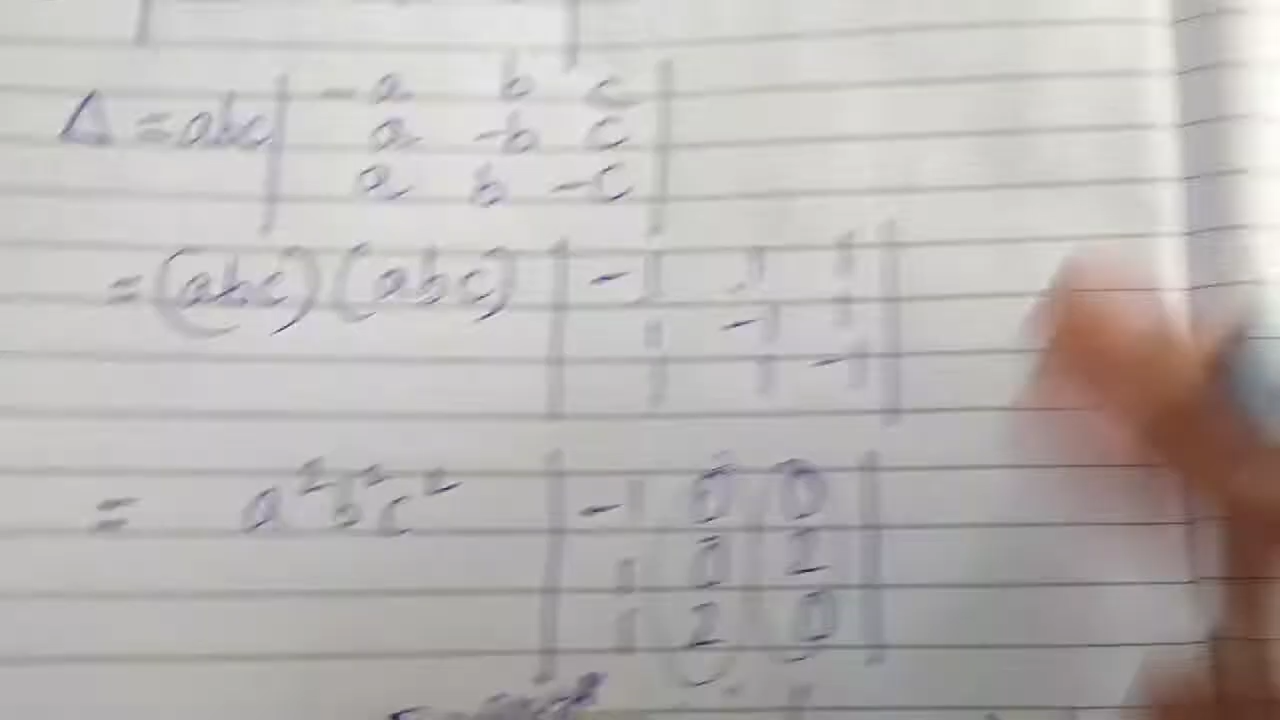 Δ = abc | -a b c |
| a -b c |
| a b -c |
= (abc) (abc) | -1 1 1 |
| 1 -1 1 |
| 1 1 -1 |
= a²b²c² | -1 0 0 |
| 1 0 2 |
| 1 2 0 |